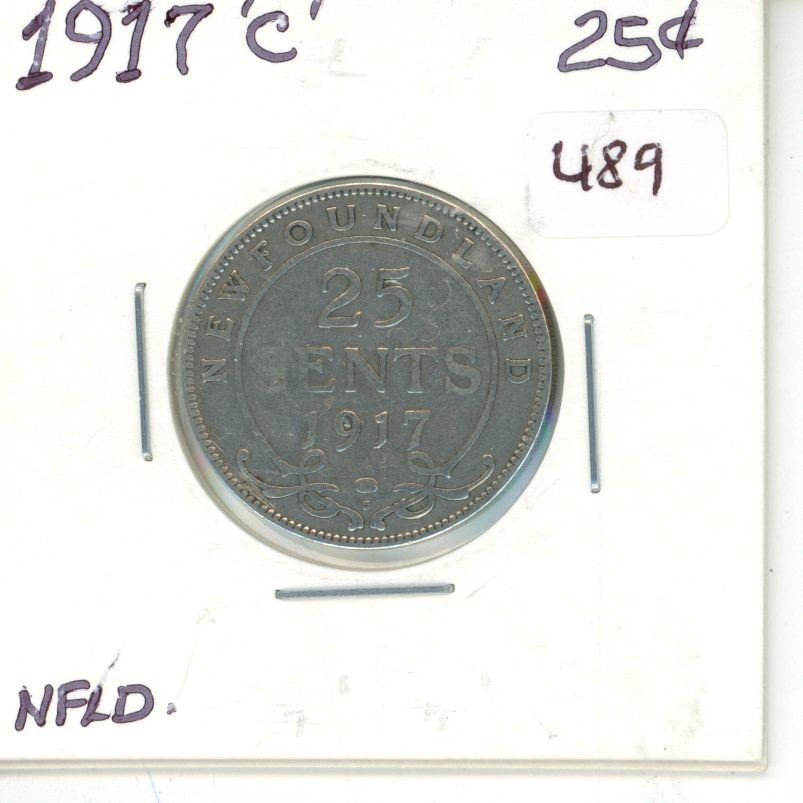 1917 'C' 25¢
489
NEWFOUNDLAND
25
CENTS
1917
C
NFLD.